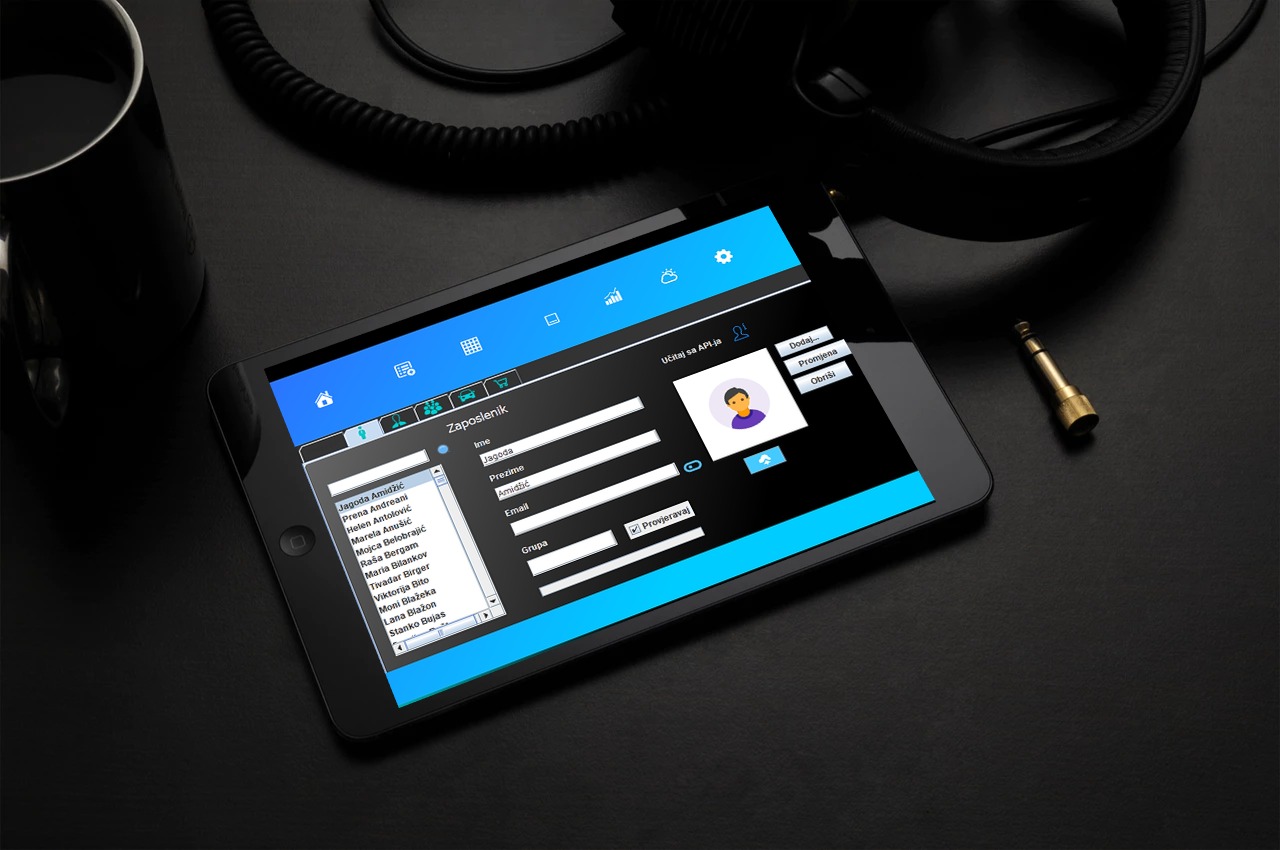 Zaposlenik
Jagoda Amidžić
Prena Andreani
Helen Antolović
Marela Anušić
Mojca Belobrajić
Raša Bergam
Maria Bilankov
Tivadar Birger
Viktorija Bito
Moni Blažeka
Lana Blažon
Stanko Bujas
Ime
Jagoda
Prezime
Amidžić
Email
Grupa
Provjeravaj
Učitaj sa API-ja
Dodaj...
Promjena
Obriši